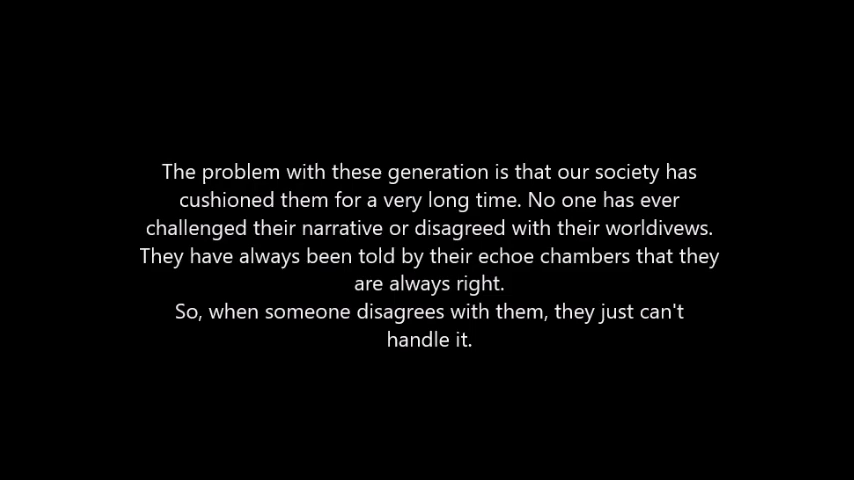 The problem with these generation is that our society has
cushioned them for a very long time. No one has ever
challenged their narrative or disagreed with their worldivews.
They have always been told by their echoe chambers that they
are always right.
So, when someone disagrees with them, they just can't
handle it.